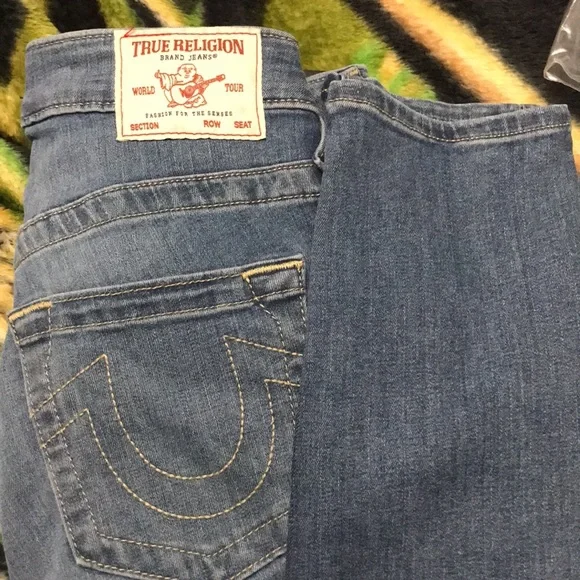 TRUE RELIGION
BRAND JEANS®
WORLD TOUR
FASHION FOR THE SENSES
SECTION ROW SEAT